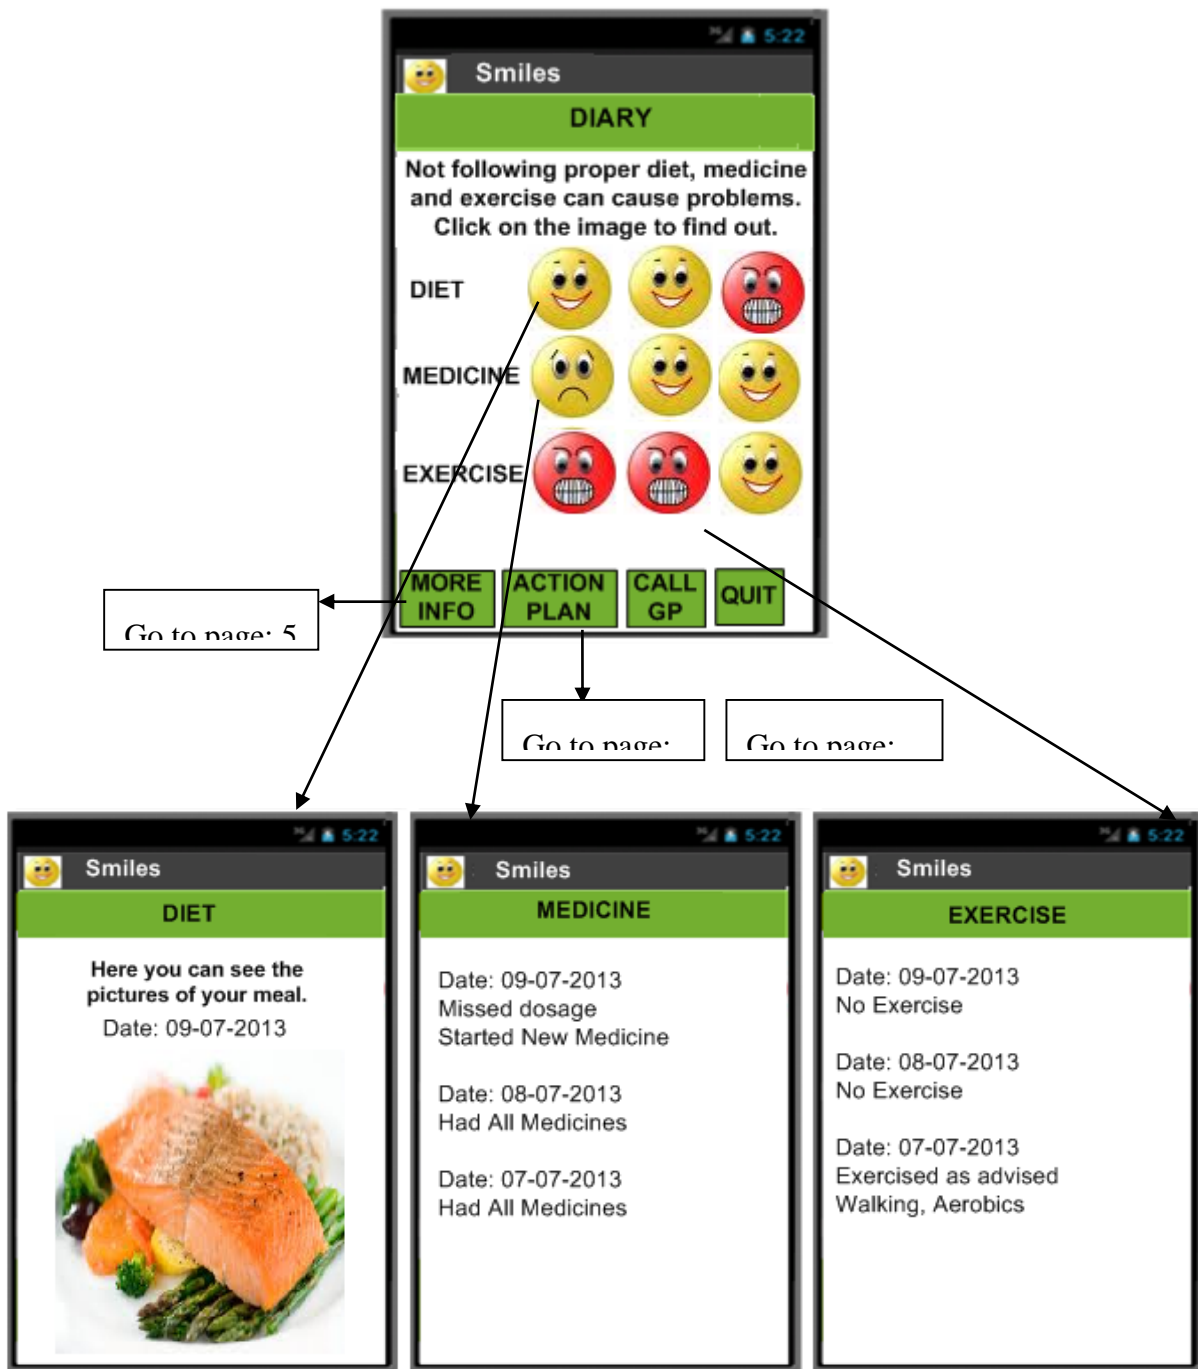 5:22
Smiles
DIARY
Not following proper diet, medicine
and exercise can cause problems.
Click on the image to find out.
DIET
MEDICINE
EXERCISE
MORE INFO
ACTION PLAN
CALL GP
QUIT
Go to page: 5
Go to page:
Go to page:
5:22
Smiles
DIET
Here you can see the
pictures of your meal.
Date: 09-07-2013
5:22
Smiles
MEDICINE
Date: 09-07-2013
Missed dosage
Started New Medicine
Date: 08-07-2013
Had All Medicines
Date: 07-07-2013
Had All Medicines
5:22
Smiles
EXERCISE
Date: 09-07-2013
No Exercise
Date: 08-07-2013
No Exercise
Date: 07-07-2013
Exercised as advised
Walking, Aerobics